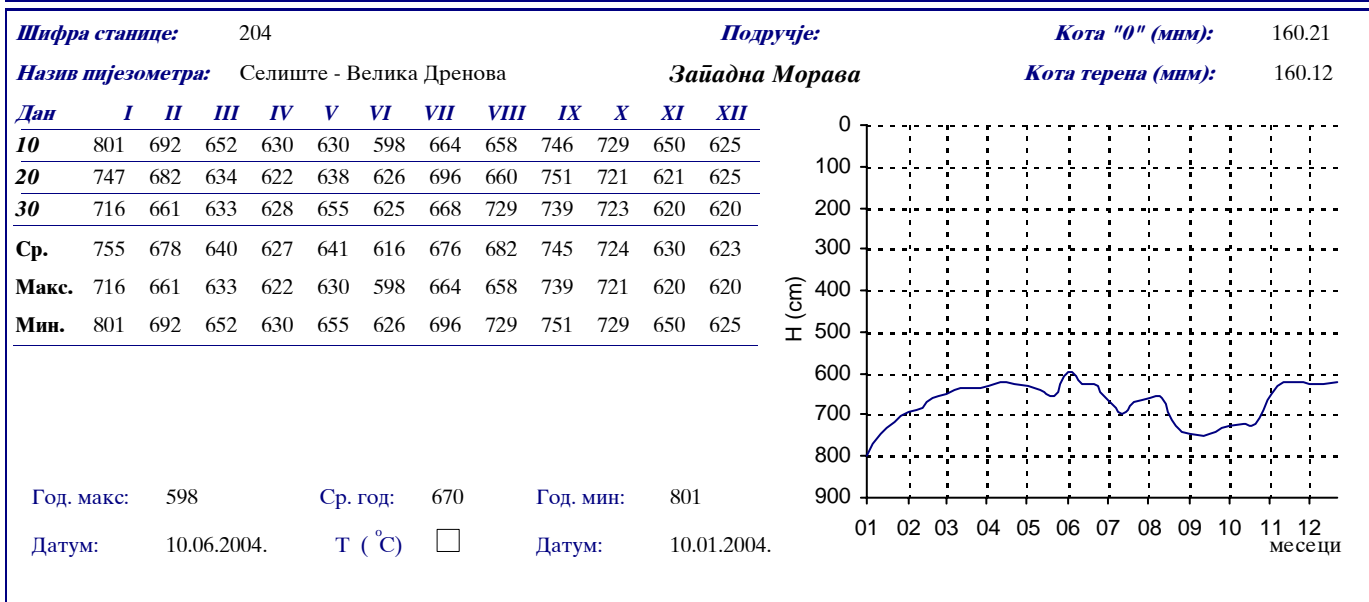 Шифра станице: 204 Подручје: Кота "0" (мнм): 160.21
Назив пијезометра: Селиште - Велика Дренова Западна Морава Кота терена (мнм): 160.12
Дан I II III IV V VI VII VIII IX X XI XII
10 801 692 652 630 630 598 664 658 746 729 650 625
20 747 682 634 622 638 626 696 660 751 721 621 625
30 716 661 633 628 655 625 668 729 739 723 620 620
Ср. 755 678 640 627 641 616 676 682 745 724 630 623
Макс. 716 661 633 622 630 598 664 658 739 721 620 620
Мин. 801 692 652 630 655 626 696 729 751 729 650 625
Год. макс: 598 Ср. год: 670 Год. мин: 801
Датум: 10.06.2004. Т ( °С) Датум: 10.01.2004.
0
100
200
300
400
500
600
700
800
900
H (cm)
01 02 03 04 05 06 07 08 09 10 11 12
месеци